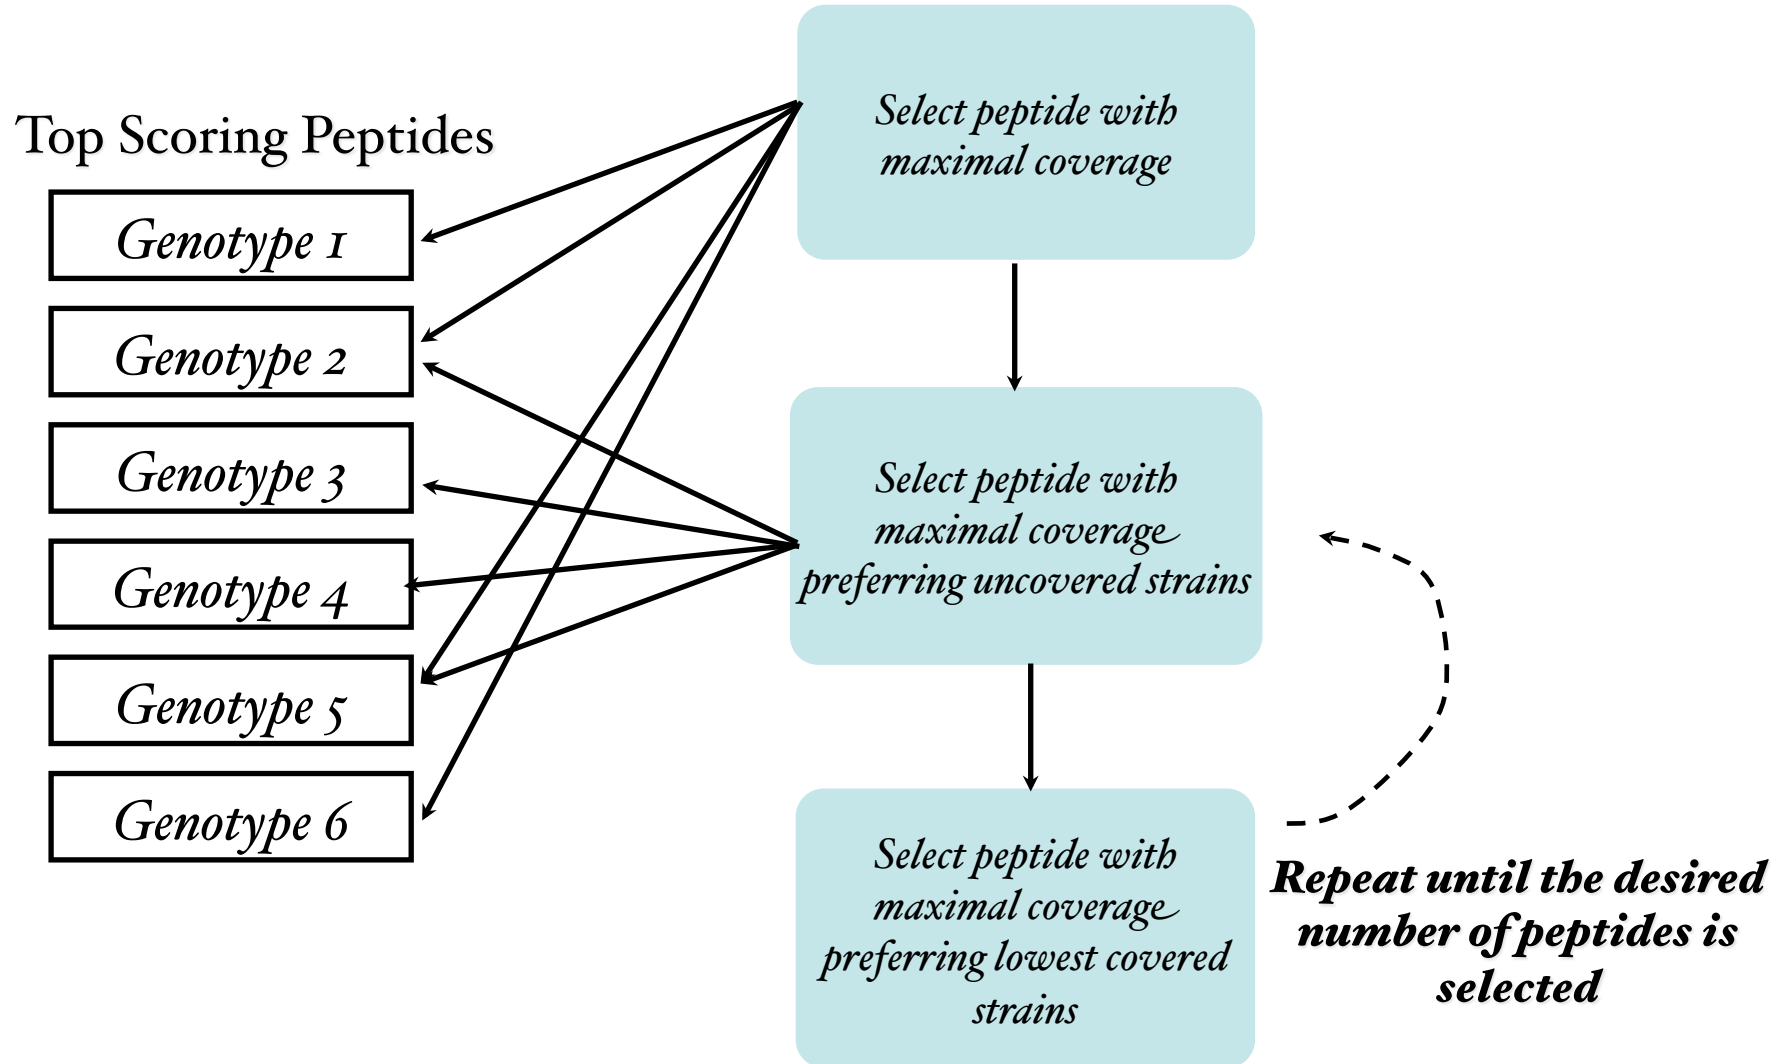 Top Scoring Peptides
Genotype 1
Genotype 2
Genotype 3
Genotype 4
Genotype 5
Genotype 6
Select peptide with
maximal coverage
Select peptide with
maximal coverage
preferring uncovered strains
Select peptide with
maximal coverage
preferring lowest covered
strains
Repeat until the desired
number of peptides is
selected